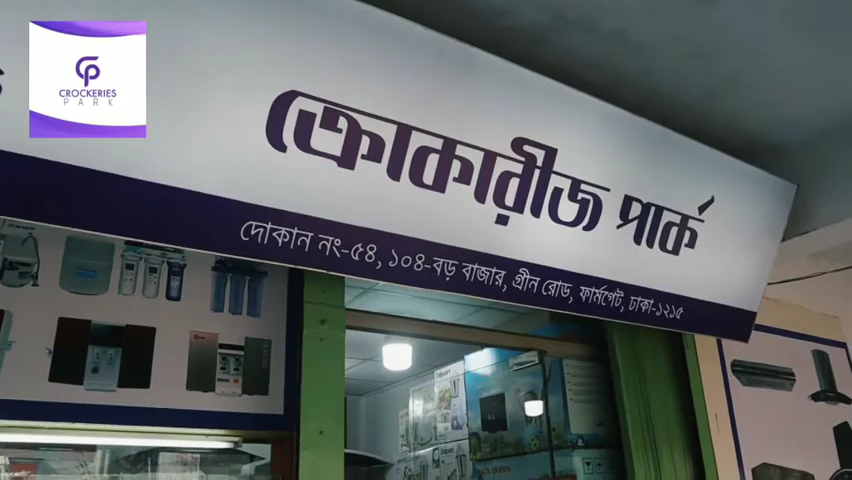 CROCKERIES
PARK
ক্রোকারীজ পার্ক
দোকান নং-৫৪, ১০৪-বড় বাজার, গ্রীন রোড, ফার্মগেট, ঢাকা-১২১৫